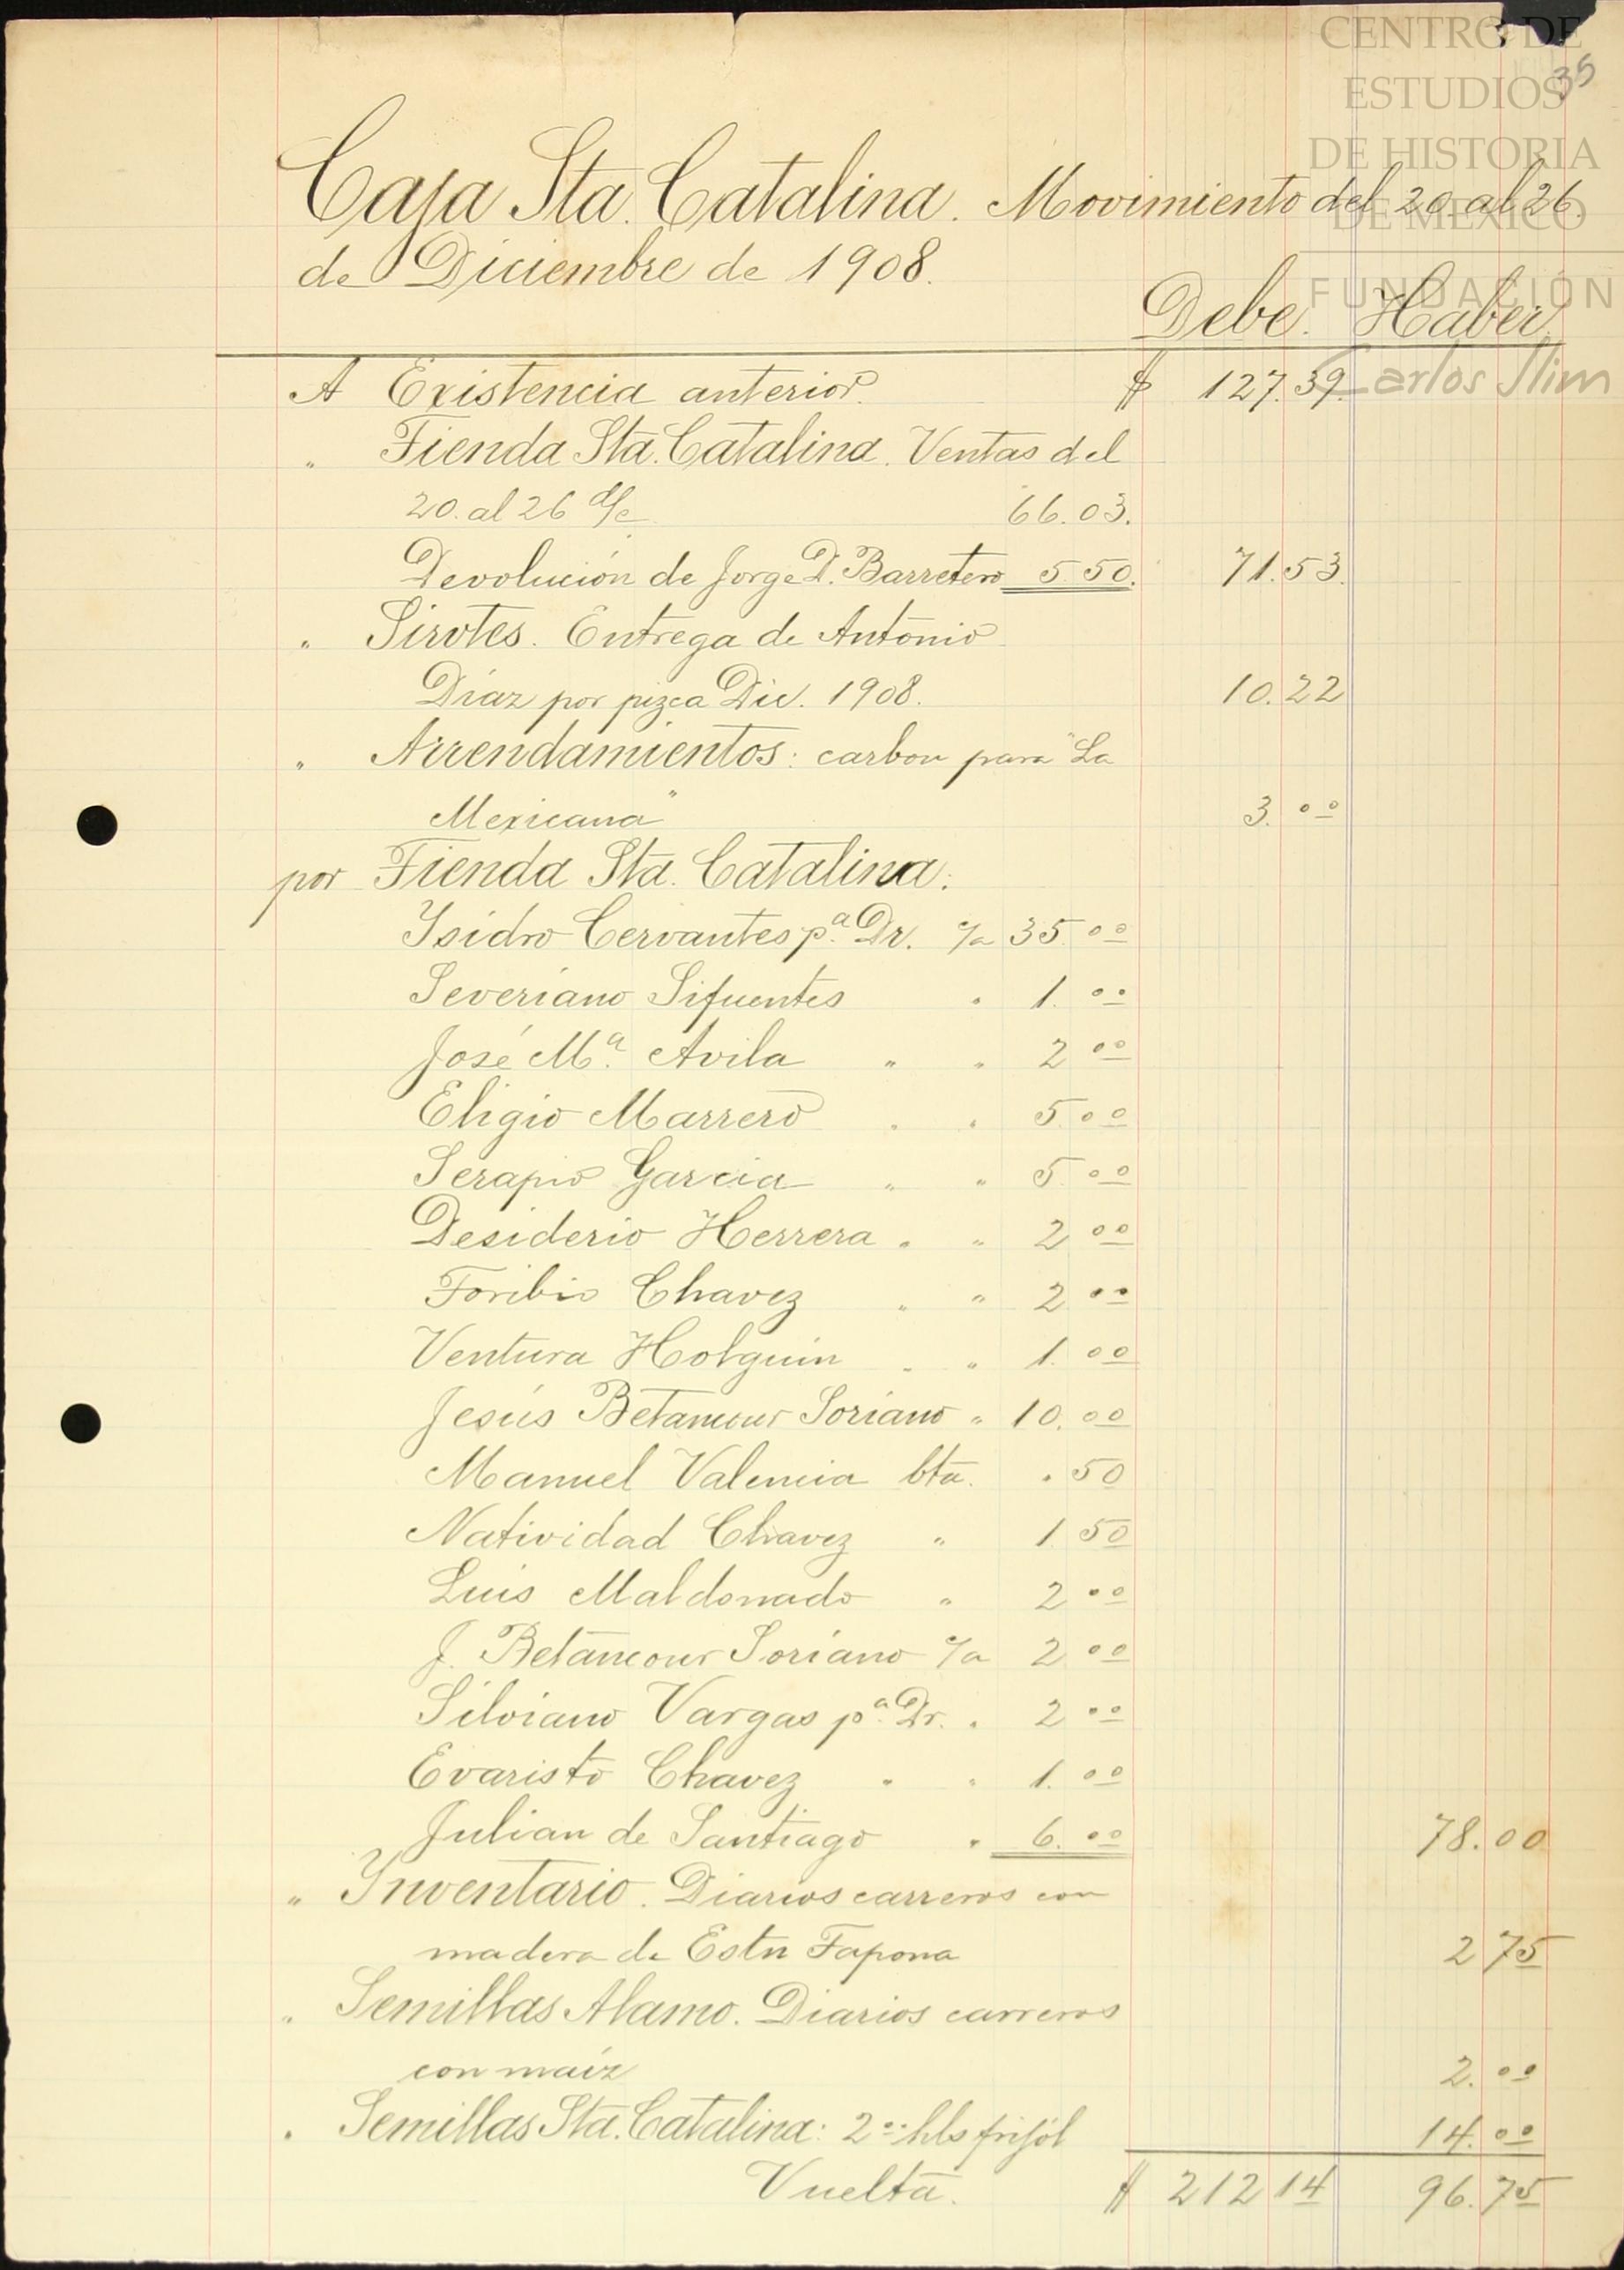 CENTRO DE
ESTUDIOS
DE HISTORIA
DE MEXICO
FUNDACIÓN
Carlos Slim
35
Caja Sta. Catalina. Movimiento del 20 al 26.
de Diciembre de 1908.
Debe. Haber.
A Existencia anterior. $ 127.39.
" Tienda Sta. Catalina. Ventas del
20. al 26 d/c 66.03.
Devolución de Jorge D. Barretero 5.50. 71.53.
" Sirotes. Entrega de Antonio
Díaz por pizca Dic. 1908. 10.22
" Arrendamientos: carbon para "La
Mexicana" 3.00
por Tienda Sta. Catalina:
Ysidro Cervantes pa. Dr. c/a 35.00
Severiano Sifuentes " 1.00
José Ma. Avila " " 2 00
Eligio Marrero " " 5.00
Serapio Garcia " " 5.00
Desiderio Herrera " " 2 00
Toribio Chavez " " 2 00
Ventura Holguin " " 1.00
Jesús Betancour Soriano " 10.00
Manuel Valencia bta. .50
Natividad Chavez " 1 50
Luis Maldonado " 2 00
J. Betancour Soriano c/a 2 00
Silviano Vargas pa. Dr. " 2 00
Evaristo Chavez " " 1.00
Julian de Santiago " 6.00 78.00
" Ynventario. Diarios carreros con
madera de Estn Tapona 2 75
" Semillas Alamo. Diarios carreros
con maiz 2.00
" Semillas Sta. Catalina: 2 00 hls frijol 14.00
Vuelta. $ 212 14 96.75